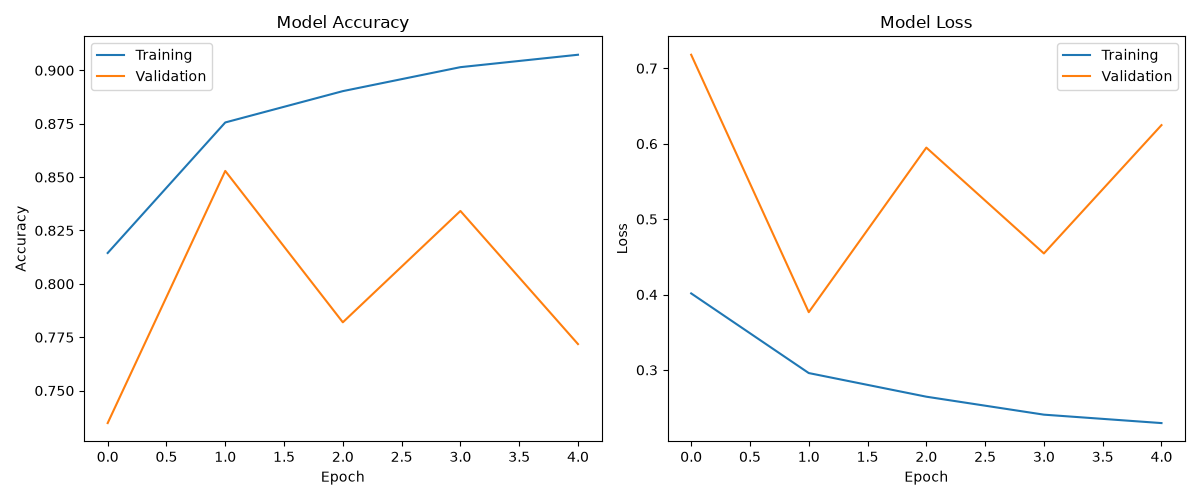 Model Accuracy
Training
Validation
0.900
0.875
0.850
0.825
0.800
0.775
0.750
Accuracy
0.0 0.5 1.0 1.5 2.0 2.5 3.0 3.5 4.0
Epoch
Model Loss
Training
Validation
0.7
0.6
0.5
0.4
0.3
Loss
0.0 0.5 1.0 1.5 2.0 2.5 3.0 3.5 4.0
Epoch